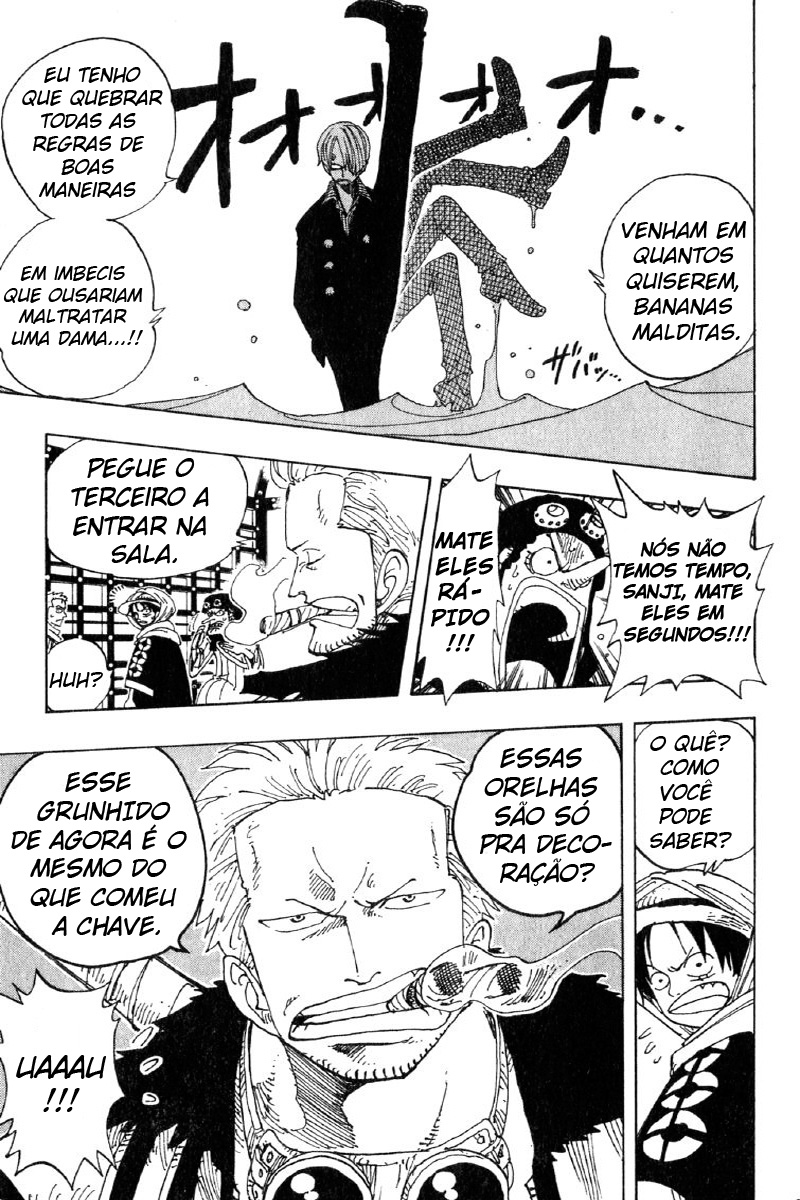 オオオオオ…
VENHAM EM
QUANTOS
QUISEREM,
BANANAS
MALDITAS.
ザバッ…
EU TENHO
QUE QUEBRAR
TODAS AS
REGRAS DE
BOAS
MANEIRAS
EM IMBECIS
QUE OUSARIAM
MALTRATAR
UMA DAMA...!!
NÓS NÃO
TEMOS TEMPO,
SANJI, MATE
ELES EM
SEGUNDOS!!!
MATE
ELES
RÁ-
PIDO
!!!
PEGUE O
TERCEIRO A
ENTRAR NA
SALA.
HUH?
O QUÊ?
COMO
VOCÊ
PODE
SABER?
ESSAS
ORELHAS
SÃO SÓ
PRA DECO-
RAÇÃO?
ESSE
GRUNHIDO
DE AGORA É O
MESMO DO
QUE COMEU
A CHAVE.
UAAAU
!!!